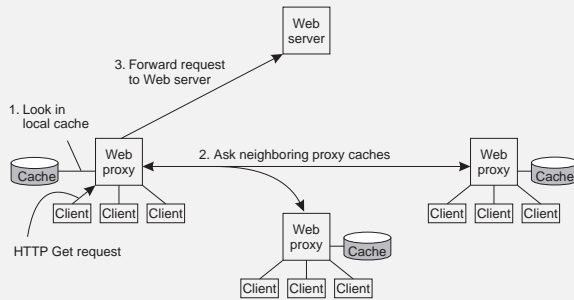 Web
server
3. Forward request
to Web server
1. Look in
local cache
Cache
Web
proxy
2. Ask neighboring proxy caches
Web
proxy
Cache
Client
Client
Client
Client
Client
Client
HTTP Get request
Web
proxy
Cache
Client
Client
Client